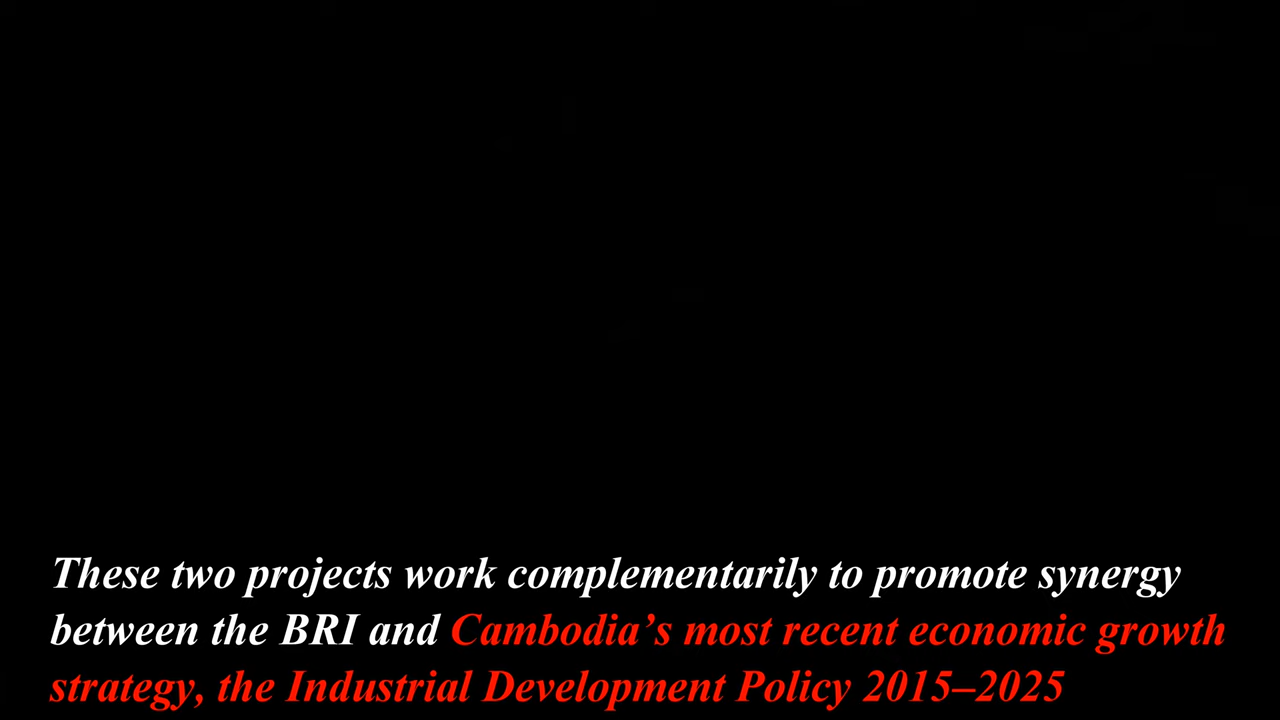 These two projects work complementarily to promote synergy
between the BRI and Cambodia’s most recent economic growth
strategy, the Industrial Development Policy 2015–2025